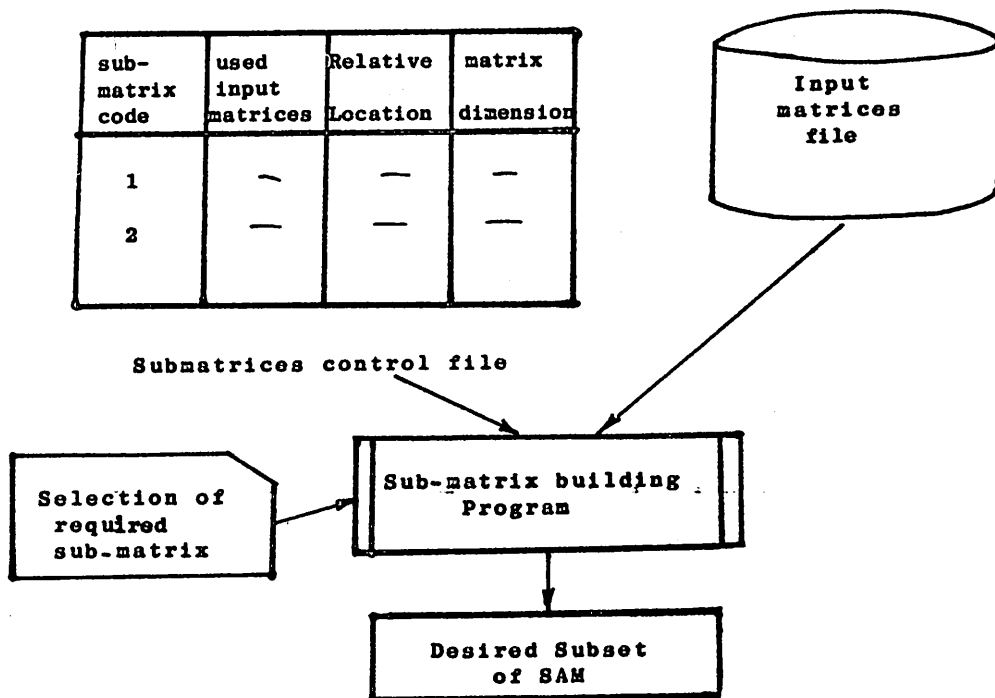 sub-
matrix
code
used
input
matrices
Relative
Location
matrix
dimension
1
2
Input
matrices
file
Submatrices control file
Selection of
required
sub-matrix
Sub-matrix building
Program
Desired Subset
of SAM